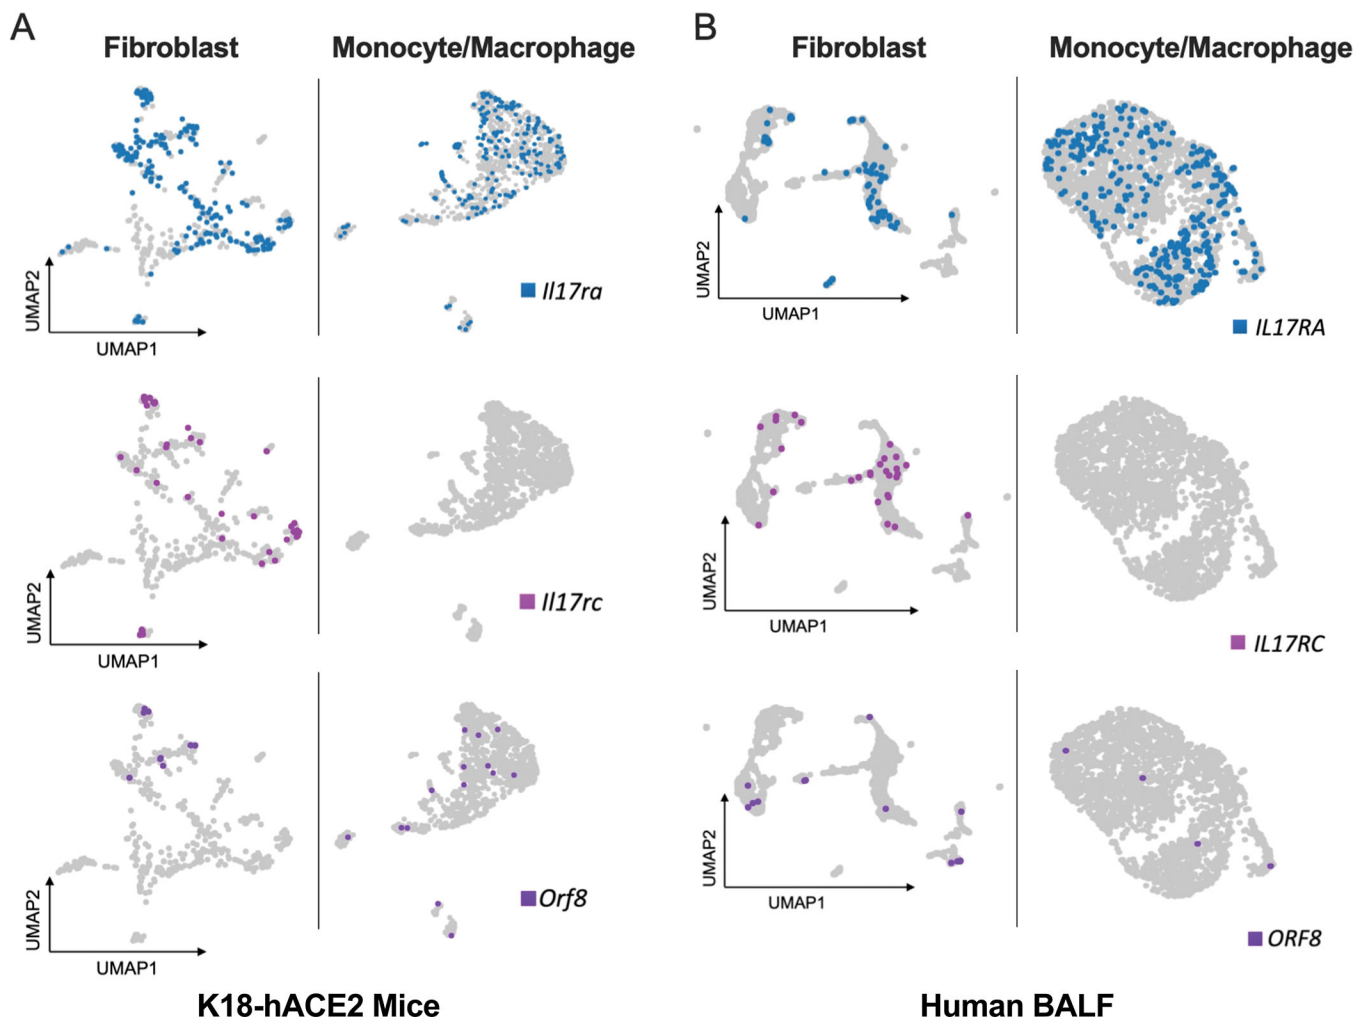 A
B
Fibroblast
Monocyte/Macrophage
Fibroblast
Monocyte/Macrophage
UMAP2
UMAP1
Il17ra
UMAP2
UMAP1
IL17RA
UMAP2
UMAP1
Il17rc
UMAP2
UMAP1
IL17RC
UMAP2
UMAP1
Orf8
UMAP2
UMAP1
ORF8
K18-hACE2 Mice
Human BALF